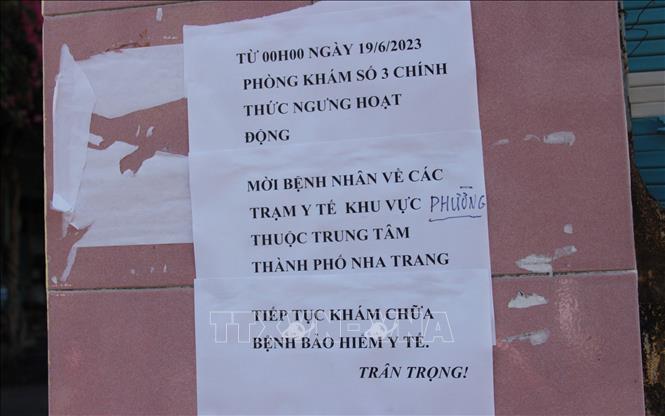 TỪ 00H00 NGÀY 19/6/2023
PHÒNG KHÁM SỐ 3 CHÍNH
THỨC NGƯNG HOẠT
ĐỘNG
MỜI BỆNH NHÂN VỀ CÁC
TRẠM Y TẾ KHU VỰC PHƯỜNG
THUỘC TRUNG TÂM
THÀNH PHỐ NHA TRANG
TIẾP TỤC KHÁM CHỮA
BỆNH BẢO HIỂM Y TẾ.
TRÂN TRỌNG!